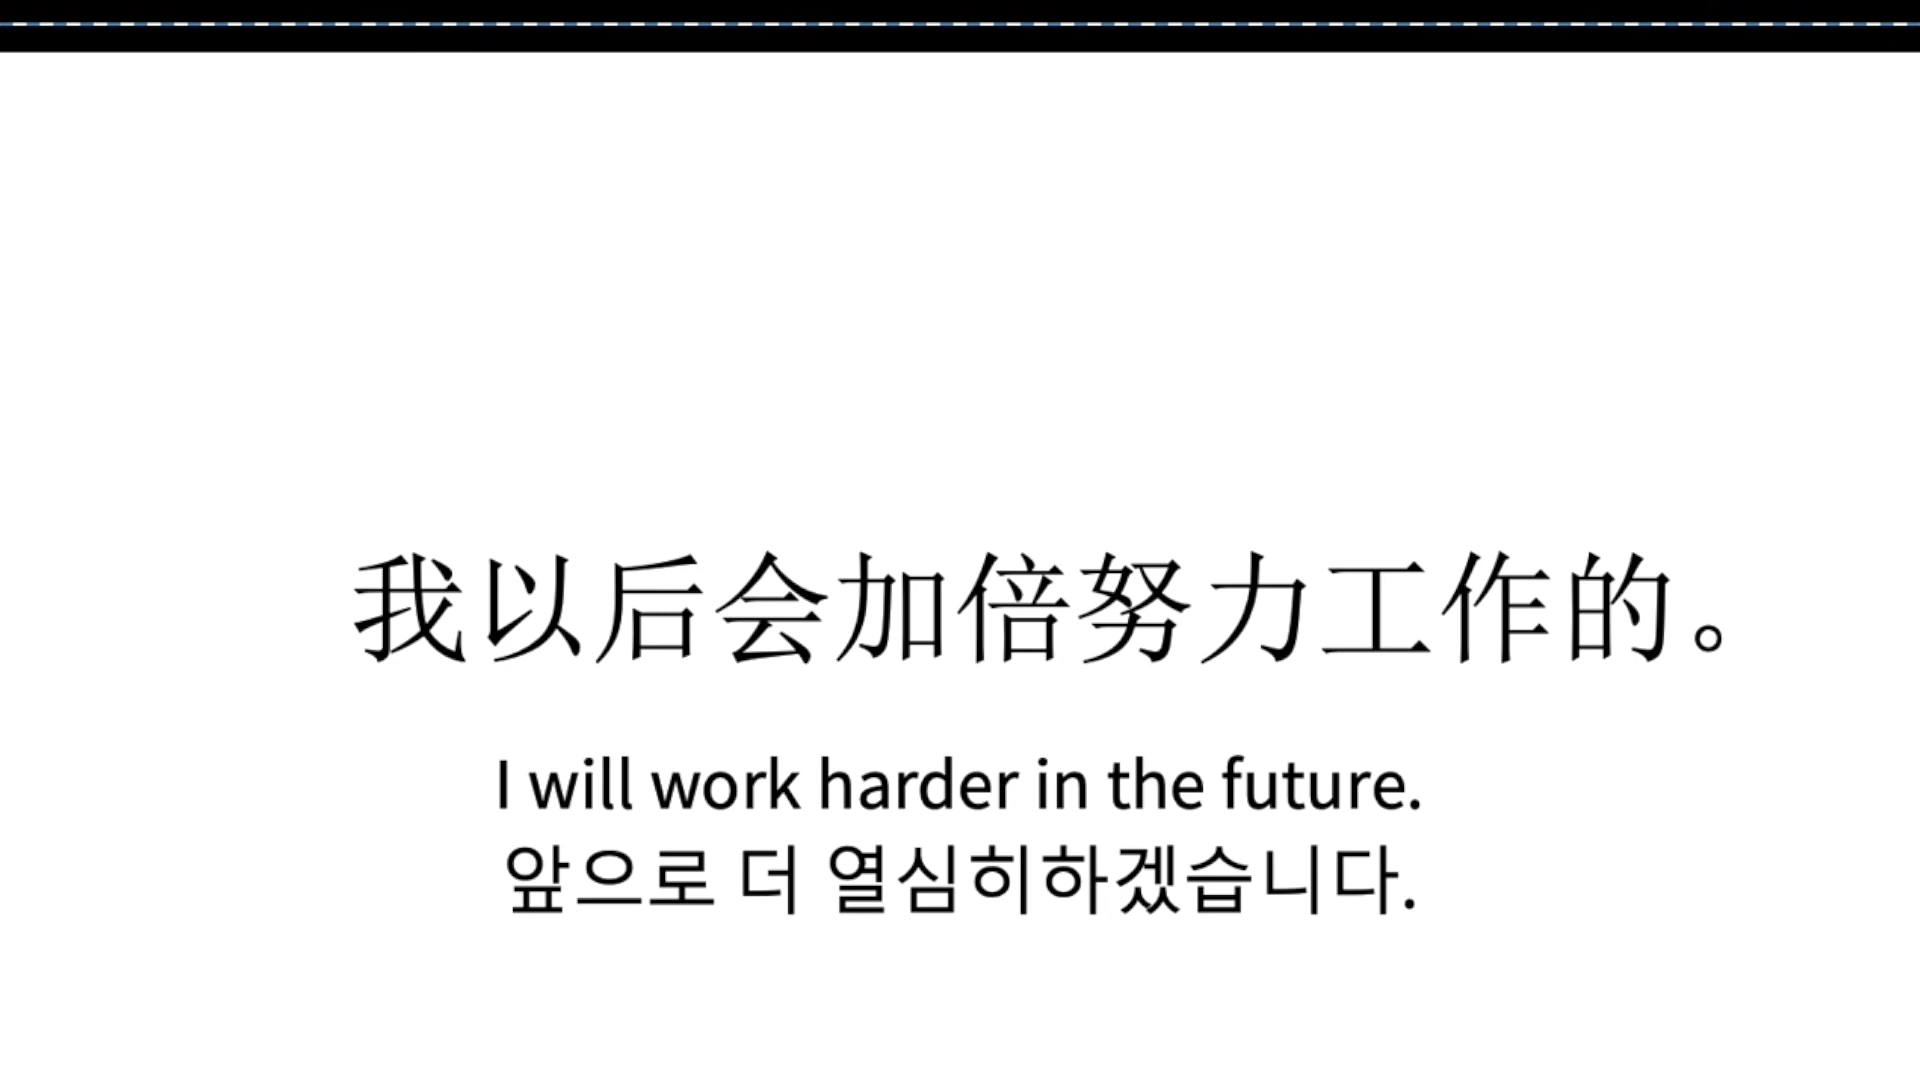 我以后会加倍努力工作的。
I will work harder in the future.
앞으로 더 열심히하겠습니다.